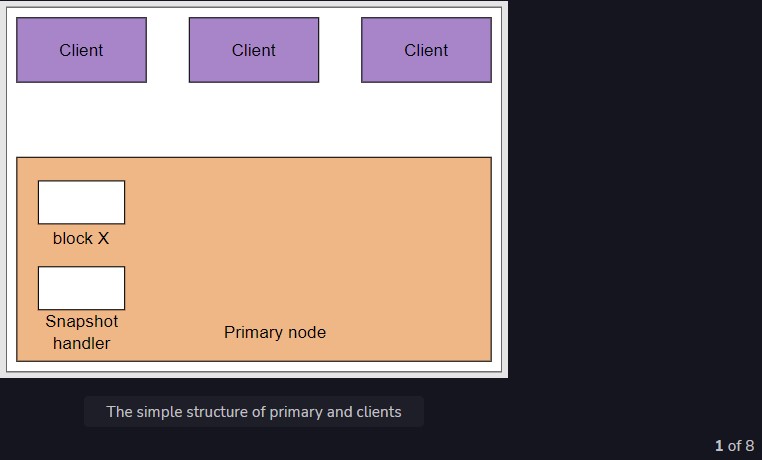 Client
Client
Client
block X
Snapshot
handler
Primary node
The simple structure of primary and clients
1 of 8